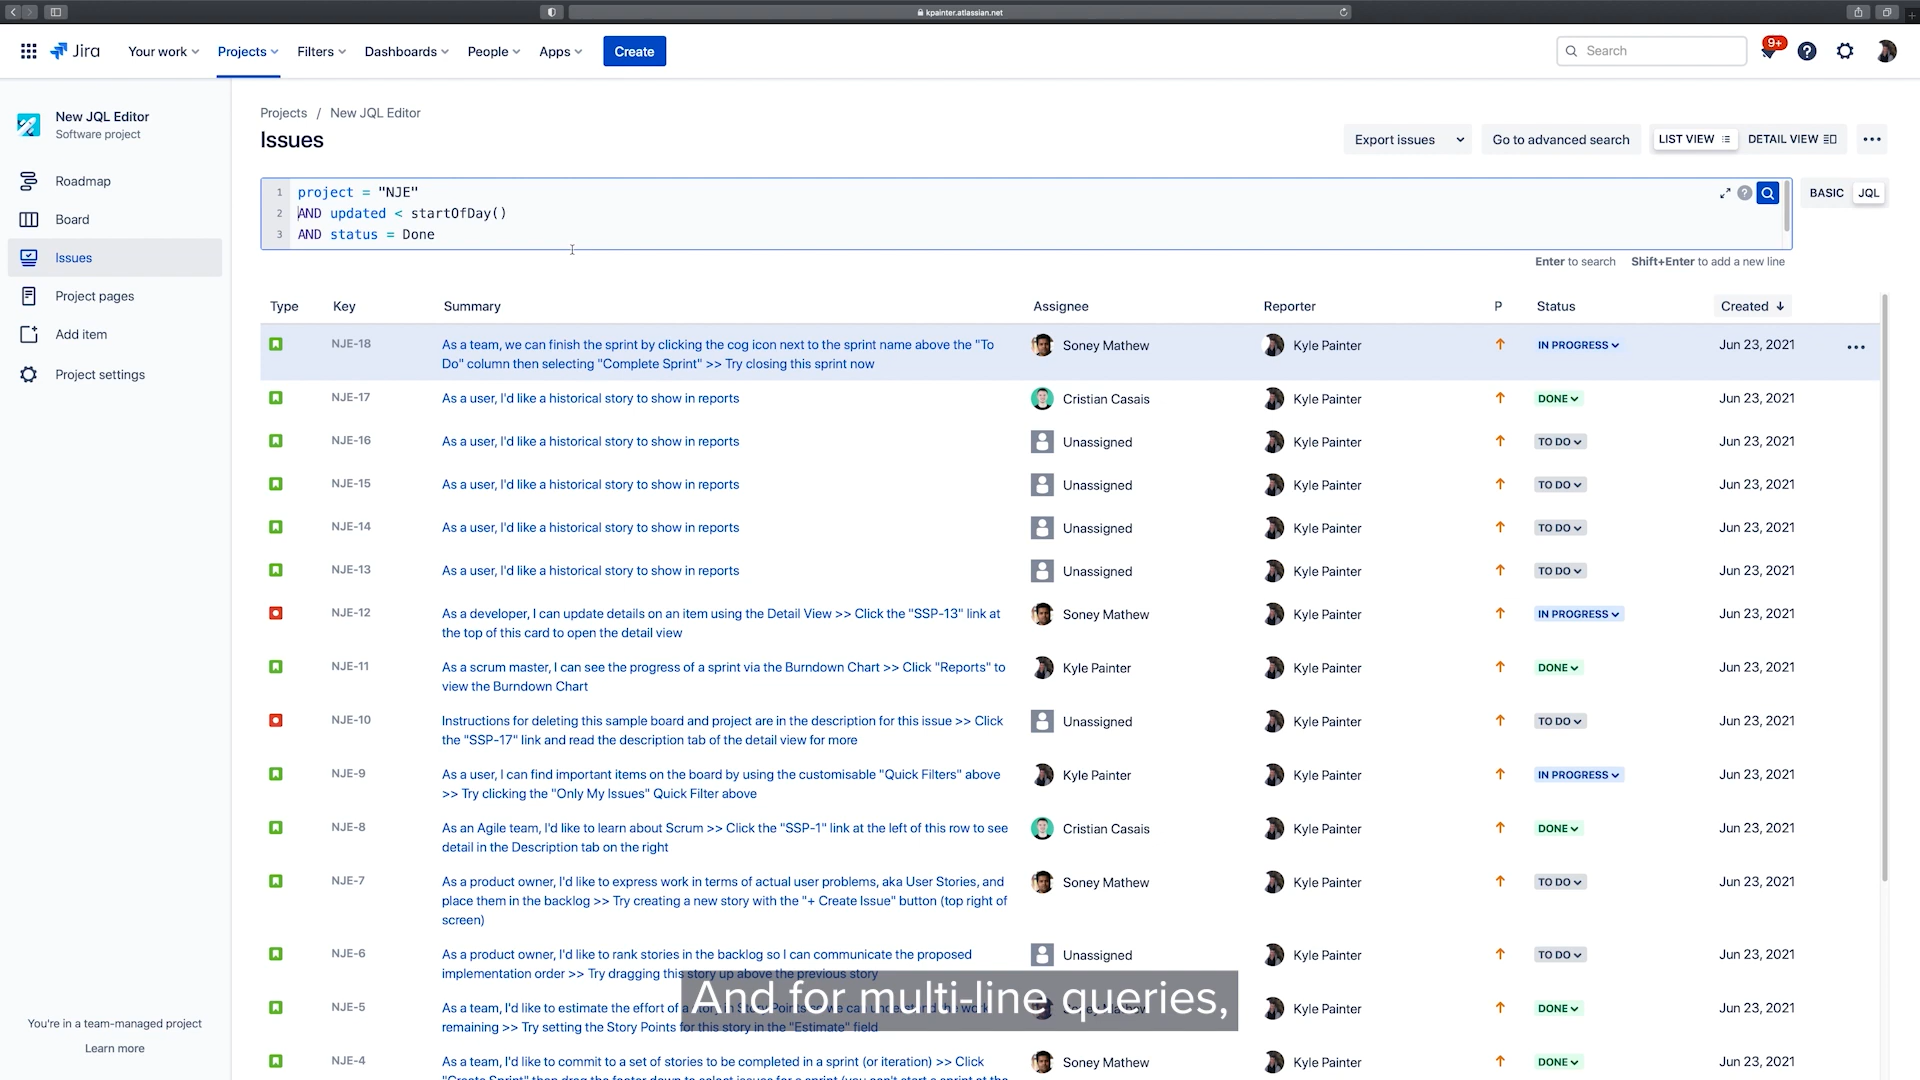 kpainter.atlassian.net
Jira
Your work
Projects
Filters
Dashboards
People
Apps
Create
Search
9+
New JQL Editor
Software project
Roadmap
Board
Issues
Project pages
Add item
Project settings
You're in a team-managed project
Learn more
Projects / New JQL Editor
Issues
Export issues
Go to advanced search
LIST VIEW
DETAIL VIEW
1 project = "NJE"
2 AND updated < startOfDay()
3 AND status = Done
BASIC
JQL
Enter to search Shift+Enter to add a new line
Type Key Summary Assignee Reporter P Status Created
NJE-18 As a team, we can finish the sprint by clicking the cog icon next to the sprint name above the "To Soney Mathew Kyle Painter IN PROGRESS Jun 23, 2021
Do" column then selecting "Complete Sprint" >> Try closing this sprint now
NJE-17 As a user, I'd like a historical story to show in reports Cristian Casais Kyle Painter DONE Jun 23, 2021
NJE-16 As a user, I'd like a historical story to show in reports Unassigned Kyle Painter TO DO Jun 23, 2021
NJE-15 As a user, I'd like a historical story to show in reports Unassigned Kyle Painter TO DO Jun 23, 2021
NJE-14 As a user, I'd like a historical story to show in reports Unassigned Kyle Painter TO DO Jun 23, 2021
NJE-13 As a user, I'd like a historical story to show in reports Unassigned Kyle Painter TO DO Jun 23, 2021
NJE-12 As a developer, I can update details on an item using the Detail View >> Click the "SSP-13" link at Soney Mathew Kyle Painter IN PROGRESS Jun 23, 2021
the top of this card to open the detail view
NJE-11 As a scrum master, I can see the progress of a sprint via the Burndown Chart >> Click "Reports" to Kyle Painter Kyle Painter DONE Jun 23, 2021
view the Burndown Chart
NJE-10 Instructions for deleting this sample board and project are in the description for this issue >> Click Unassigned Kyle Painter TO DO Jun 23, 2021
the "SSP-17" link and read the description tab of the detail view for more
NJE-9 As a user, I can find important items on the board by using the customisable "Quick Filters" above Kyle Painter Kyle Painter IN PROGRESS Jun 23, 2021
>> Try clicking the "Only My Issues" Quick Filter above
NJE-8 As an Agile team, I'd like to learn about Scrum >> Click the "SSP-1" link at the left of this row to see Cristian Casais Kyle Painter DONE Jun 23, 2021
detail in the Description tab on the right
NJE-7 As a product owner, I'd like to express work in terms of actual user problems, aka User Stories, and Soney Mathew Kyle Painter TO DO Jun 23, 2021
place them in the backlog >> Try creating a new story with the "+ Create Issue" button (top right of
screen)
NJE-6 As a product owner, I'd like to rank stories in the backlog so I can communicate the proposed Unassigned Kyle Painter TO DO Jun 23, 2021
implementation order >> Try dragging this story up above the previous story
And for multi-line queries,
NJE-5 As a team, I'd like to estimate the effort of a story in Story Points so we can understand the work Kyle Painter DONE Jun 23, 2021
remaining >> Try setting the Story Points for this story in the "Estimate" field
NJE-4 As a team, I'd like to commit to a set of stories to be completed in a sprint (or iteration) >> Click Soney Mathew Kyle Painter DONE Jun 23, 2021